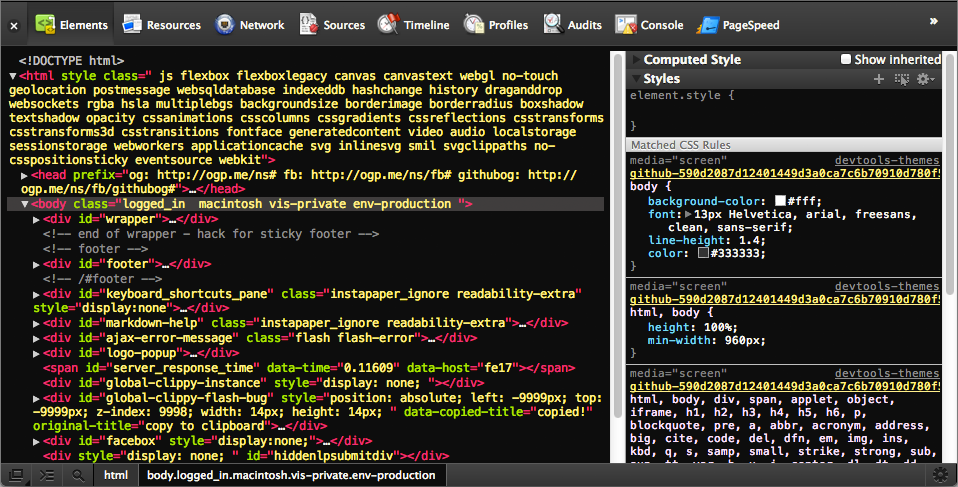 × Elements Resources Network Sources Timeline Profiles Audits Console PageSpeed »
<!DOCTYPE html>
▼<html style class=" js flexbox flexboxlegacy canvas canvastext webgl no-touch
geolocation postmessage websqldatabase indexeddb hashchange history draganddrop
websockets rgba hsla multiplebgs backgroundsize borderimage borderradius boxshadow
textshadow opacity cssanimations csscolumns cssgradients cssreflections csstransforms
csstransforms3d csstransitions fontface generatedcontent video audio localstorage
sessionstorage webworkers applicationcache svg inlinesvg smil svgclippaths no-
csspositionsticky eventsource webkit">
▶<head prefix="og: http://ogp.me/ns# fb: http://ogp.me/ns/fb# githubog: http://
ogp.me/ns/fb/githubog#">…</head>
▼<body class="logged_in  macintosh vis-private env-production ">
▶<div id="wrapper">…</div>
<!-- end of wrapper - hack for sticky footer -->
<!-- footer -->
▶<div id="footer">…</div>
<!-- /#footer -->
▶<div id="keyboard_shortcuts_pane" class="instapaper_ignore readability-extra"
style="display:none">…</div>
▶<div id="markdown-help" class="instapaper_ignore readability-extra">…</div>
▶<div id="ajax-error-message" class="flash flash-error">…</div>
▶<div id="logo-popup">…</div>
<span id="server_response_time" data-time="0.11609" data-host="fe17"></span>
<div id="global-clippy-instance" style="display: none; "></div>
▶<div id="global-clippy-flash-bug" style="position: absolute; left: -9999px; top:
-9999px; z-index: 9998; width: 14px; height: 14px; " data-copied-title="copied!"
original-title="copy to clipboard">…</div>
▶<div id="facebox" style="display:none;">…</div>
<div style="display: none; " id="hiddenlpsubmitdiv"></div>
html body.logged_in.macintosh.vis-private.env-production
▶ Computed Style Show inherited
▼ Styles
element.style {
}
Matched CSS Rules
media="screen" devtools-themes
github-590d2087d12401449d3a0ca7c6b70910d780f5
body {
background-color: #fff;
font:▶13px Helvetica, arial, freesans,
clean, sans-serif;
line-height: 1.4;
color: #333333;
}
media="screen" devtools-themes
github-590d2087d12401449d3a0ca7c6b70910d780f5
html, body {
height: 100%;
min-width: 960px;
}
media="screen" devtools-themes
github-590d2087d12401449d3a0ca7c6b70910d780f5
html, body, div, span, applet, object,
iframe, h1, h2, h3, h4, h5, h6, p,
blockquote, pre, a, abbr, acronym, address,
big, cite, code, del, dfn, em, img, ins,
kbd, q, s, samp, small, strike, strong, sub,